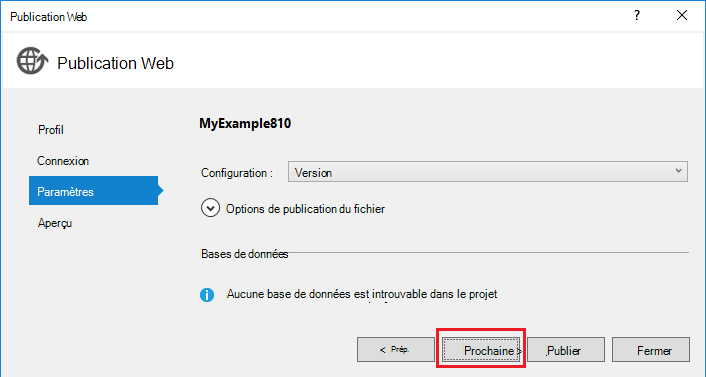 Publication Web
?
Publication Web
MyExample810
Profil
Connexion
Paramètres
Aperçu
Configuration :
Version
Options de publication du fichier
Bases de données
Aucune base de données est introuvable dans le projet
< Prép.
Prochaine >
Publier
Fermer